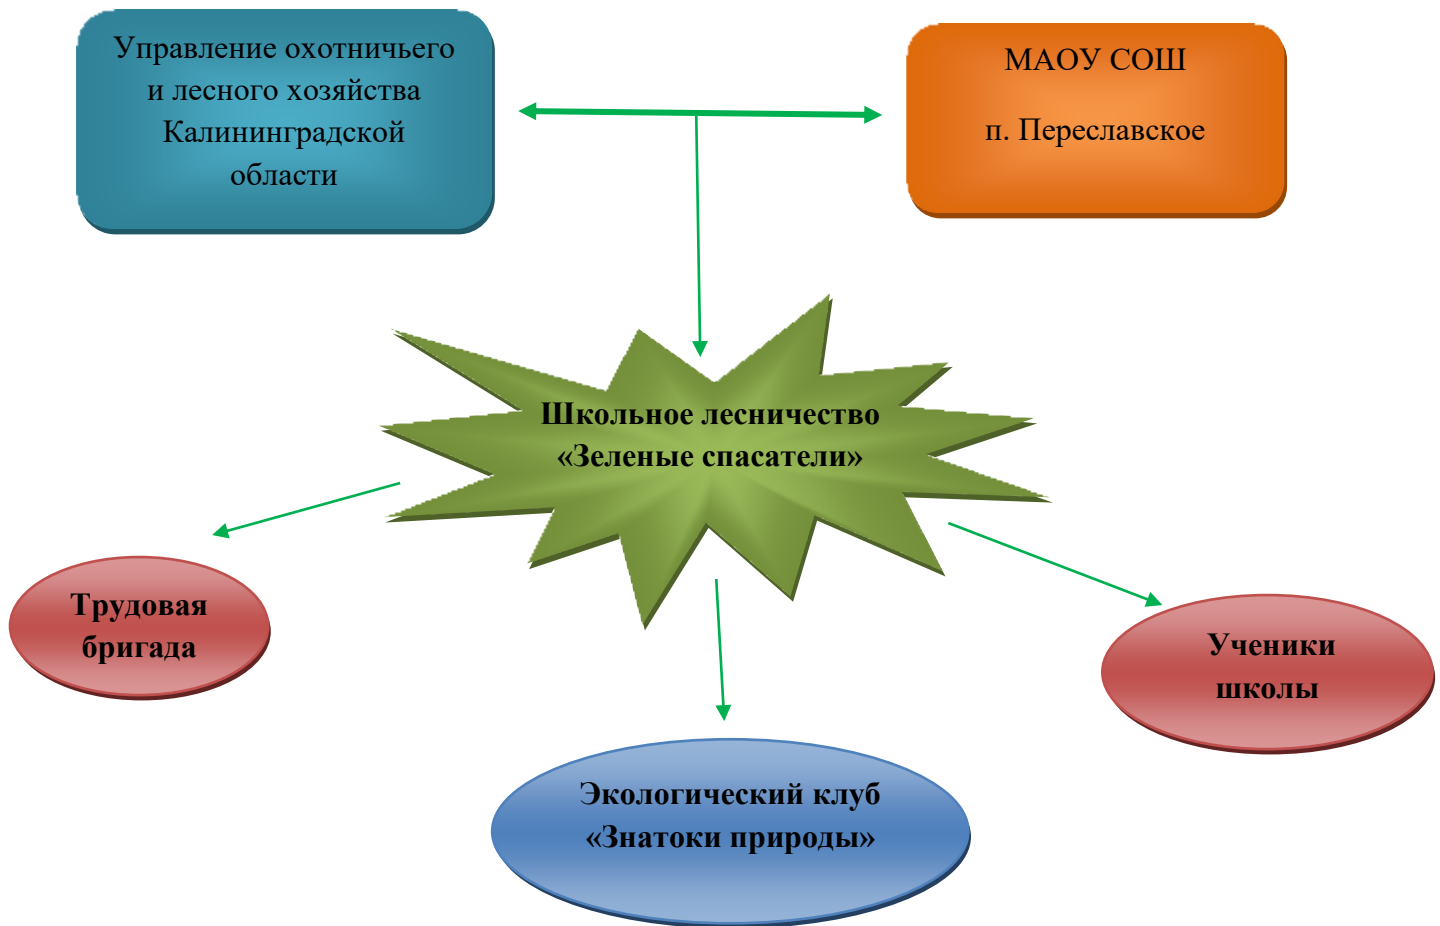 Управление охотничьего
и лесного хозяйства
Калининградской
области
МАОУ СОШ
п. Переславское
Школьное лесничество
«Зеленые спасатели»
Трудовая
бригада
Ученики
школы
Экологический клуб
«Знатоки природы»